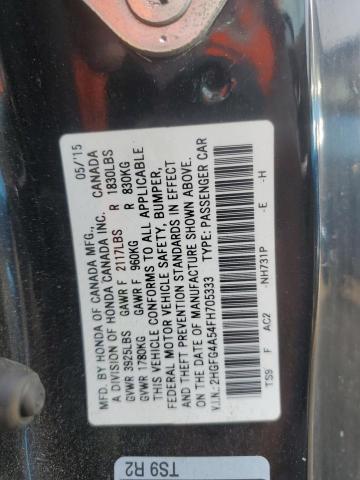 MFD. BY HONDA OF CANADA MFG., 05/'15
A DIVISION OF HONDA CANADA INC. CANADA
GVWR 3925LBS GAWR F 2117LBS R 1830LBS
GVWR 1780KG GAWR F 960KG R 830KG
THIS VEHICLE CONFORMS TO ALL APPLICABLE
FEDERAL MOTOR VEHICLE SAFETY, BUMPER,
AND THEFT PREVENTION STANDARDS IN EFFECT
ON THE DATE OF MANUFACTURE SHOWN ABOVE.
V.I.N.: 2HGFG4A54FH705333 TYPE: PASSENGER CAR
TS9 F AC2 -NH731P -E -H
TS9 R2